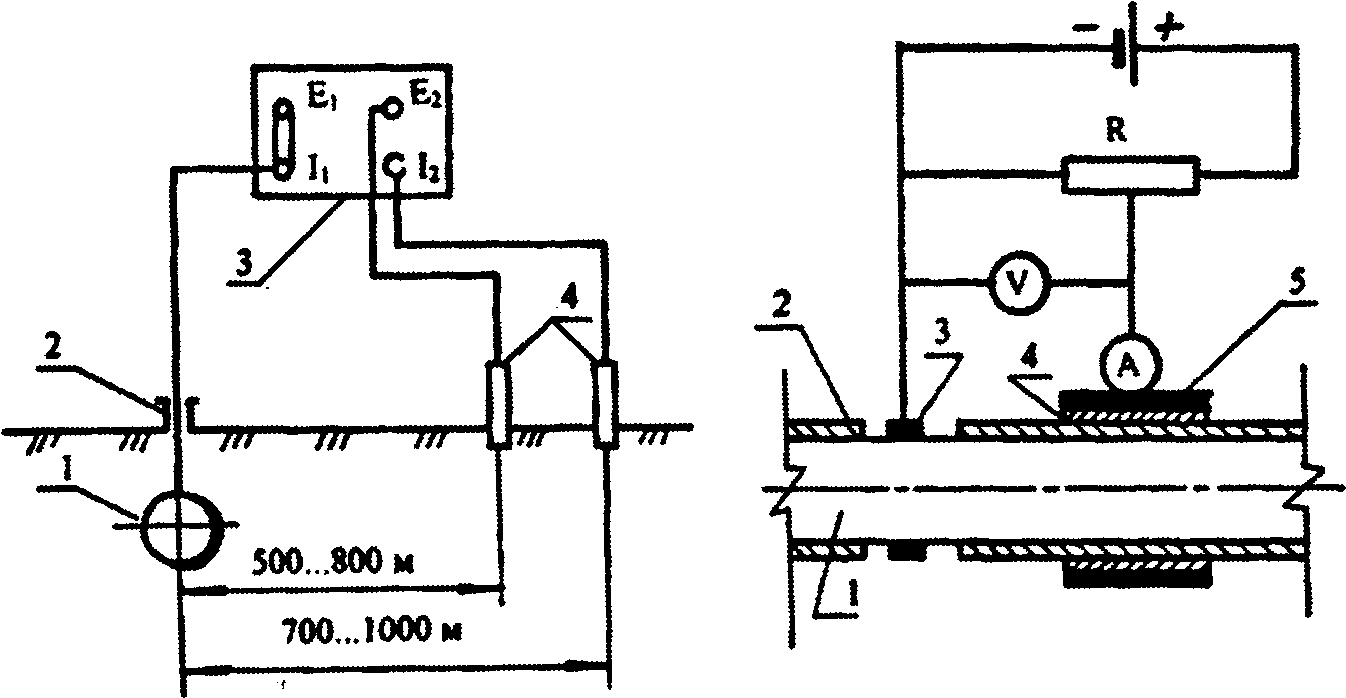 E₁ E₂
I₁ I₂
3
4
2
1
500...800 м
700...1000 м
- +
R
V
2
3
4
5
A
1